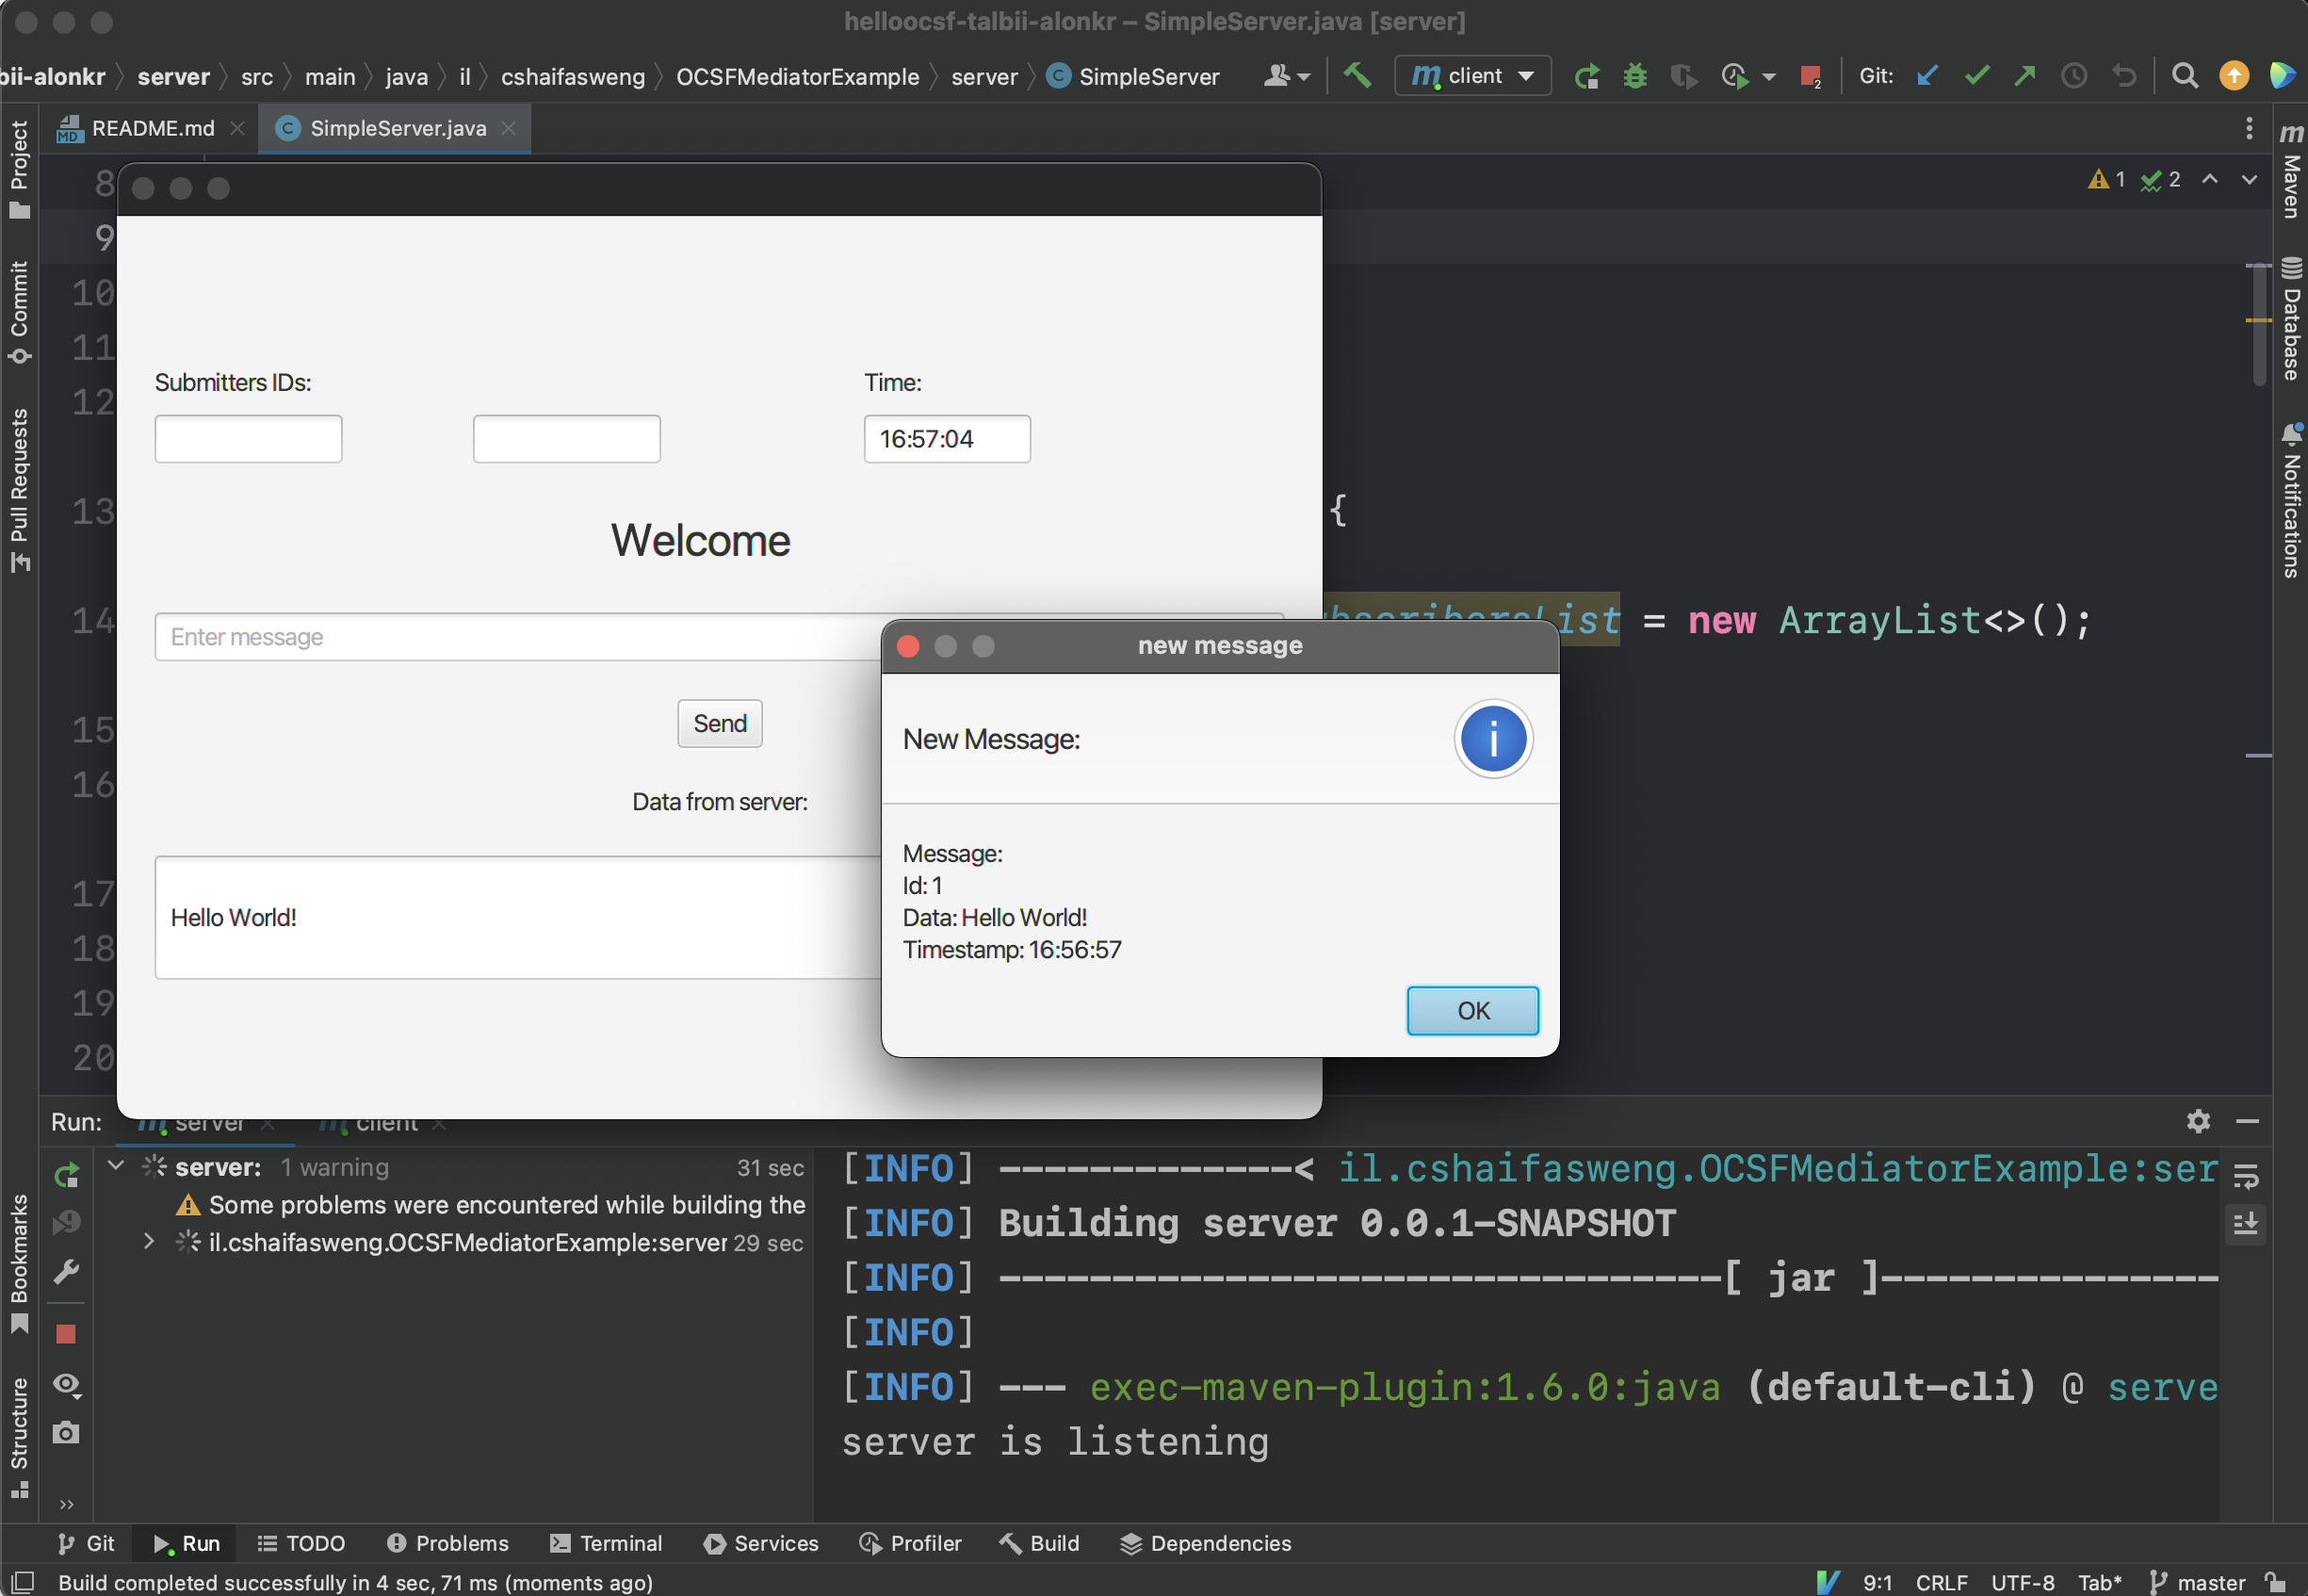 helloocsf-talbii-alonkr – SimpleServer.java [server]
bii-alonkr server src main java il cshaifasweng OCSFMediatorExample server SimpleServer client Git:
README.md SimpleServer.java
Project
Commit
Pull Requests
Bookmarks
Structure
Maven
Database
Notifications
1 2
8
9
10
11
12
13 {
14 = new ArrayList<>();
15
16
17
18
19
20
Submitters IDs: Time:
16:57:04
Welcome
Enter message
Send
Data from server:
Hello World!
new message
New Message:
Message:
Id: 1
Data: Hello World!
Timestamp: 16:56:57
OK
Run: server client
server: 1 warning 31 sec
Some problems were encountered while building the
il.cshaifasweng.OCSFMediatorExample:server 29 sec
[INFO] -------------< il.cshaifasweng.OCSFMediatorExample:ser
[INFO] Building server 0.0.1-SNAPSHOT
[INFO] --------------------------------[ jar ]---------------
[INFO]
[INFO] --- exec-maven-plugin:1.6.0:java (default-cli) @ serve
server is listening
Git Run TODO Problems Terminal Services Profiler Build Dependencies
Build completed successfully in 4 sec, 71 ms (moments ago) 9:1 CRLF UTF-8 Tab* master